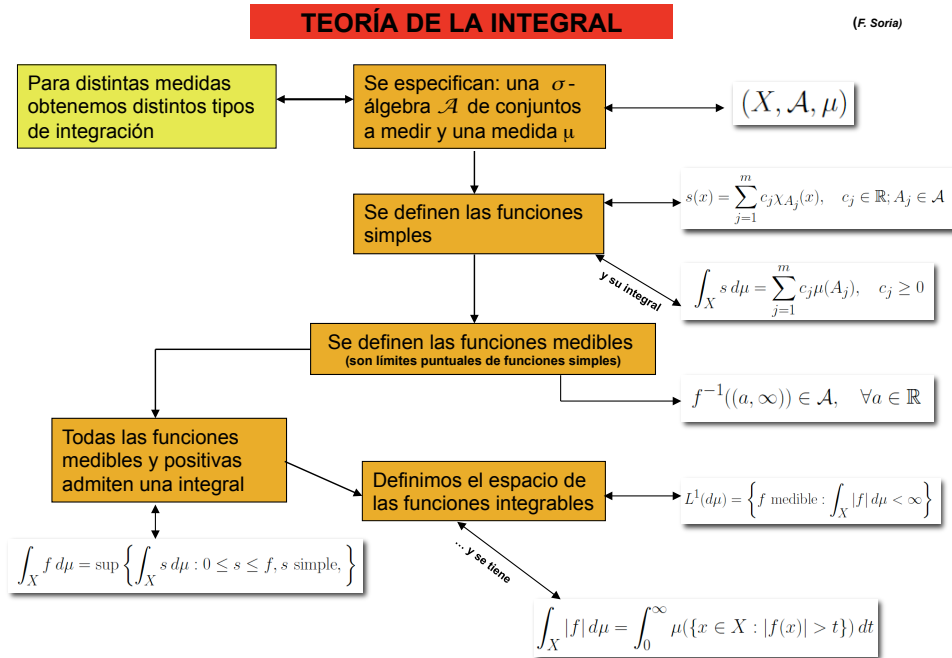 TEORÍA DE LA INTEGRAL
(F. Soria)
Para distintas medidas
obtenemos distintos tipos
de integración
Se especifican: una σ-
álgebra 𝒜 de conjuntos
a medir y una medida μ
(X, 𝒜, μ)
Se definen las funciones
simples
s(x) = ∑_{j=1}^{m} c_j χ_{A_j}(x), c_j ∈ ℝ; A_j ∈ 𝒜
y su integral
∫_X s dμ = ∑_{j=1}^{m} c_j μ(A_j), c_j ≥ 0
Se definen las funciones medibles
(son límites puntuales de funciones simples)
f^{-1}((a, ∞)) ∈ 𝒜, ∀a ∈ ℝ
Todas las funciones
medibles y positivas
admiten una integral
Definimos el espacio de
las funciones integrables
L^1(dμ) = { f medible : ∫_X |f| dμ < ∞ }
∫_X f dμ = sup { ∫_X s dμ : 0 ≤ s ≤ f, s simple, }
... y se tiene
∫_X |f| dμ = ∫_0^∞ μ({x ∈ X : |f(x)| > t}) dt